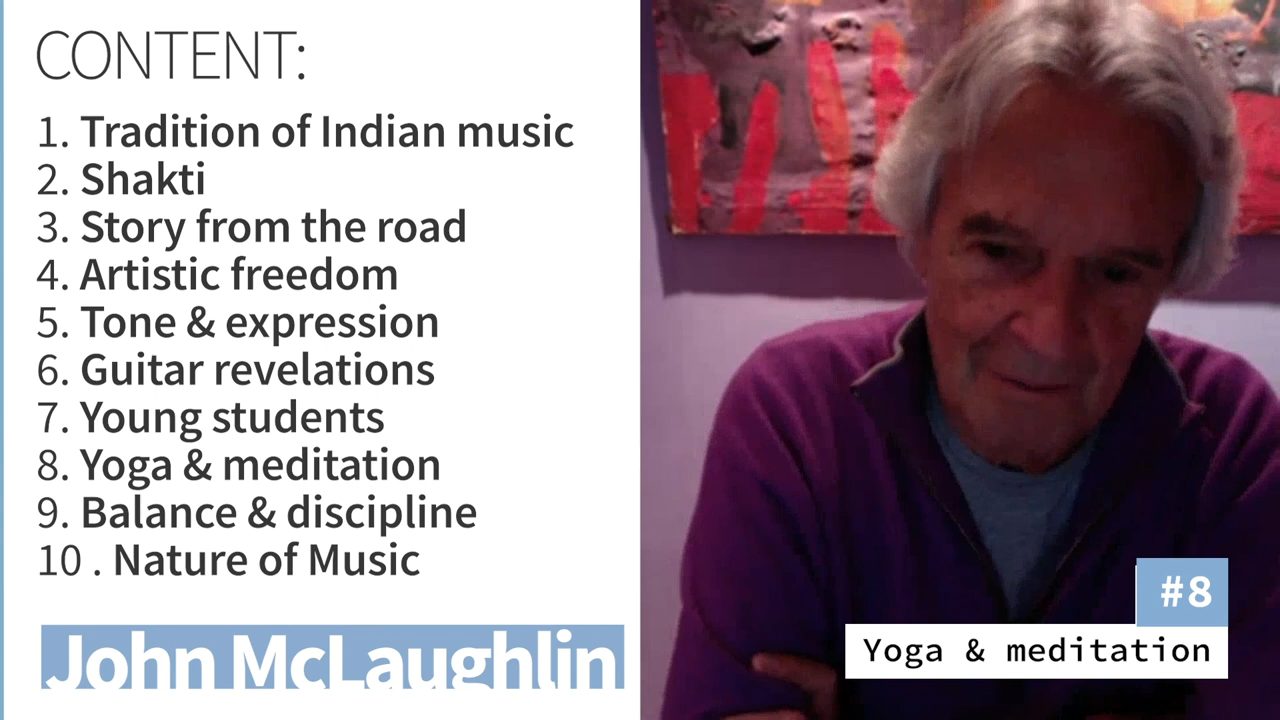 CONTENT:
1. Tradition of Indian music
2. Shakti
3. Story from the road
4. Artistic freedom
5. Tone & expression
6. Guitar revelations
7. Young students
8. Yoga & meditation
9. Balance & discipline
10 . Nature of Music
John McLaughlin
#8
Yoga & meditation